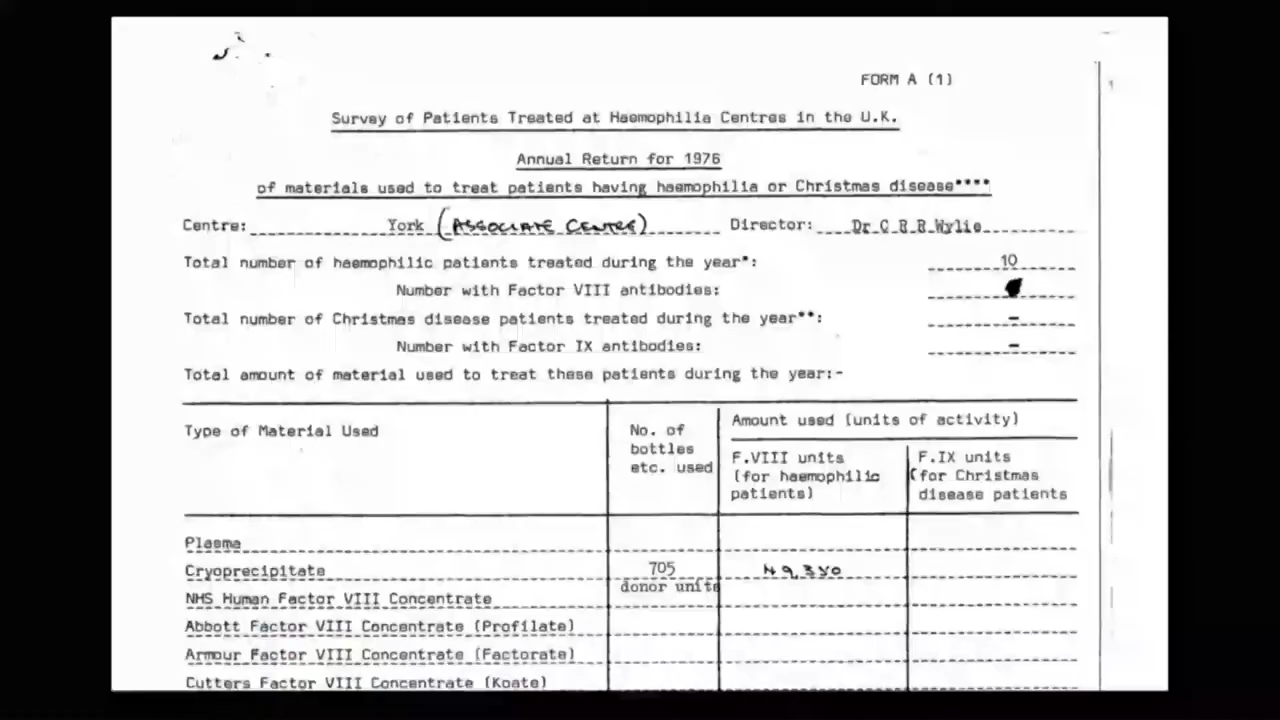 FORM A (1)
Survey of Patients Treated at Haemophilia Centres in the U.K.
Annual Return for 1976
of materials used to treat patients having haemophilia or Christmas disease****
Centre: York (ASSOCIATE CENTRE) Director: Dr C R R Wylie
Total number of haemophilic patients treated during the year*: 10
Number with Factor VIII antibodies:
Total number of Christmas disease patients treated during the year**: -
Number with Factor IX antibodies: -
Total amount of material used to treat these patients during the year:-
Type of Material Used
No. of
bottles
etc. used
Amount used (units of activity)
F.VIII units
(for haemophilic
patients)
F.IX units
(for Christmas
disease patients
Plasma
Cryoprecipitate 705 49,350
donor units
NHS Human Factor VIII Concentrate
Abbott Factor VIII Concentrate (Profilate)
Armour Factor VIII Concentrate (Factorate)
Cutters Factor VIII Concentrate (Koate)